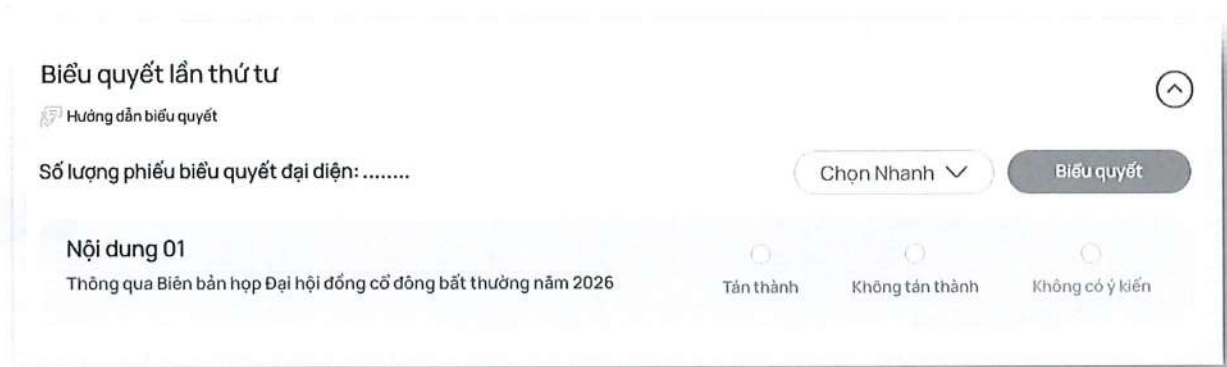 Biểu quyết lần thứ tư
Hướng dẫn biểu quyết
Số lượng phiếu biểu quyết đại diện: ........
Chọn Nhanh
Biểu quyết
Nội dung 01
Thông qua Biên bản họp Đại hội đồng cổ đông bất thường năm 2026
Tán thành
Không tán thành
Không có ý kiến